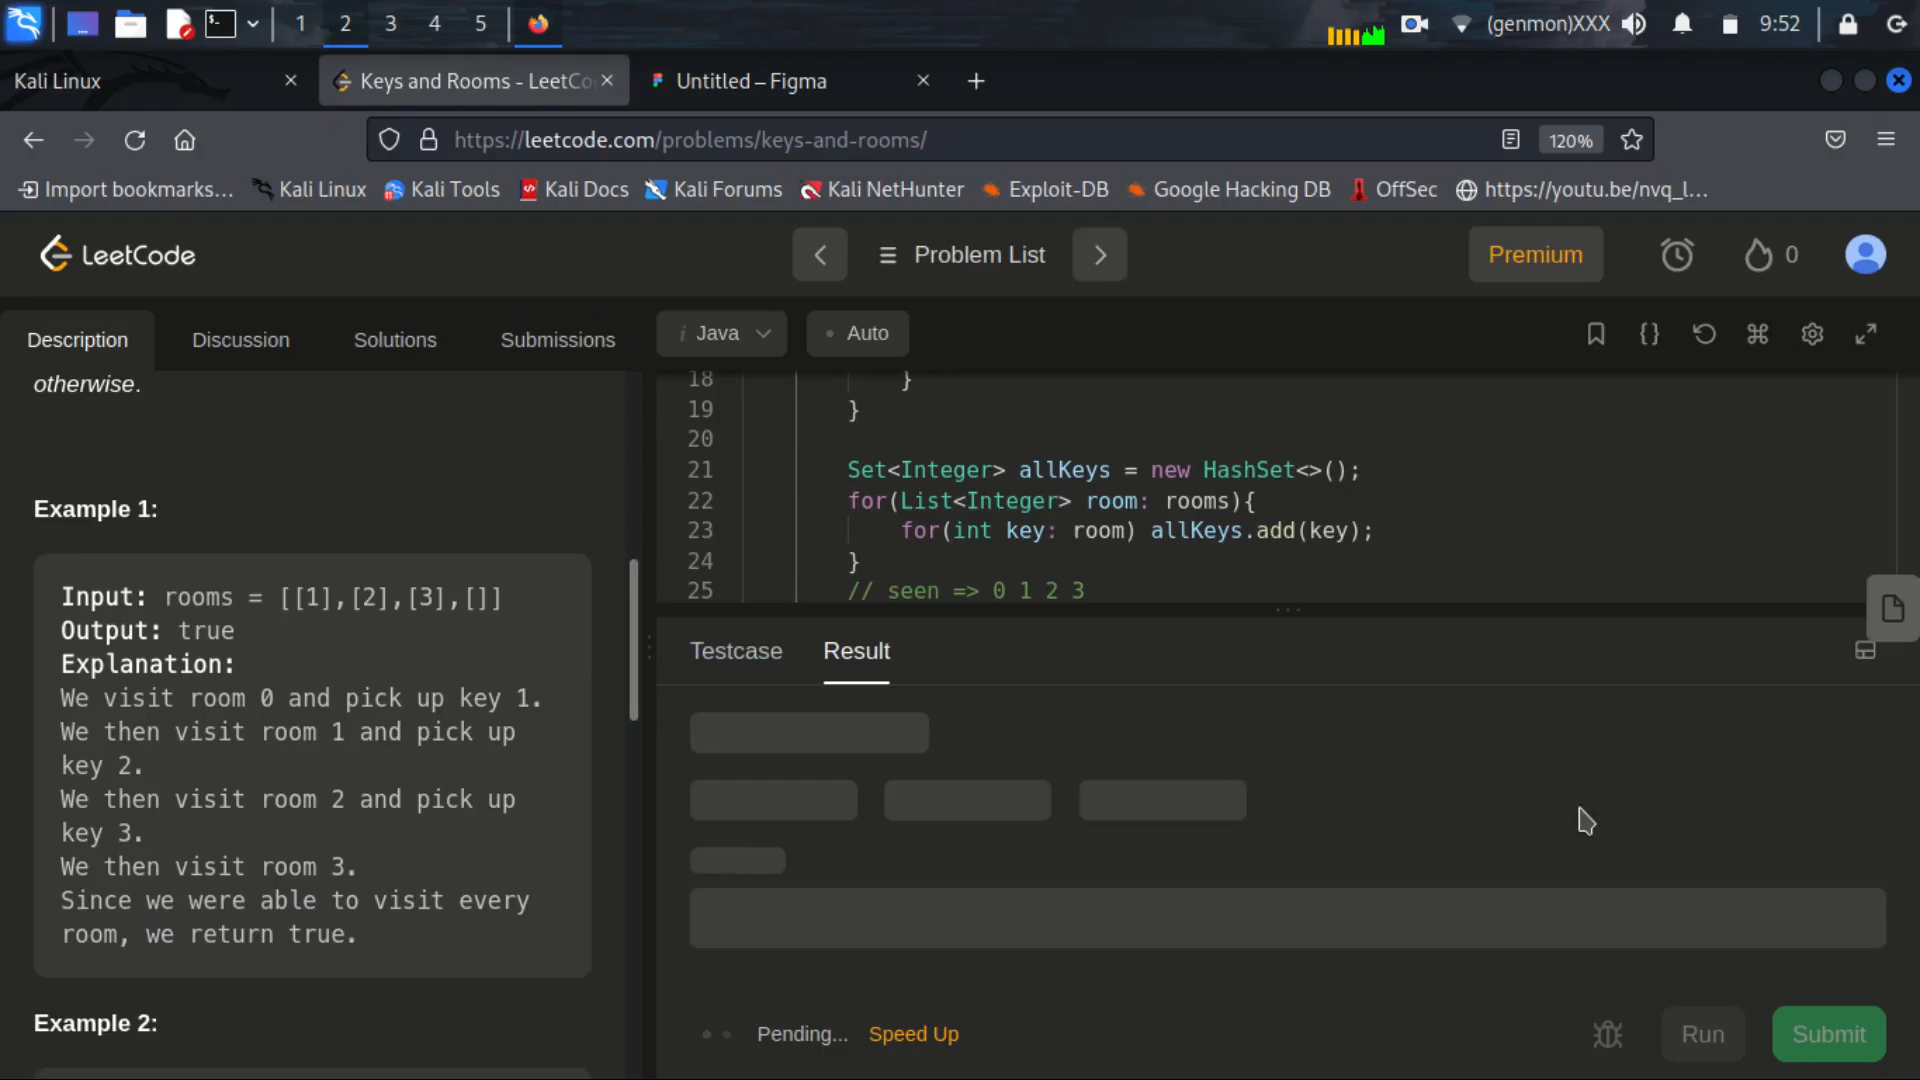 1 2 3 4 5 (genmon)XXX 9:52
Kali Linux Keys and Rooms - LeetCo Untitled – Figma
https://leetcode.com/problems/keys-and-rooms/ 120%
Import bookmarks... Kali Linux Kali Tools Kali Docs Kali Forums Kali NetHunter Exploit-DB Google Hacking DB OffSec https://youtu.be/nvq_l...
LeetCode Problem List Premium 0
Description Discussion Solutions Submissions
i Java Auto
otherwise.
Example 1:
Input: rooms = [[1],[2],[3],[]]
Output: true
Explanation:
We visit room 0 and pick up key 1.
We then visit room 1 and pick up
key 2.
We then visit room 2 and pick up
key 3.
We then visit room 3.
Since we were able to visit every
room, we return true.
Example 2:
18 }
19 }
20
21 Set<Integer> allKeys = new HashSet<>();
22 for(List<Integer> room: rooms){
23 for(int key: room) allKeys.add(key);
24 }
25 // seen => 0 1 2 3
Testcase Result
Pending... Speed Up Run Submit